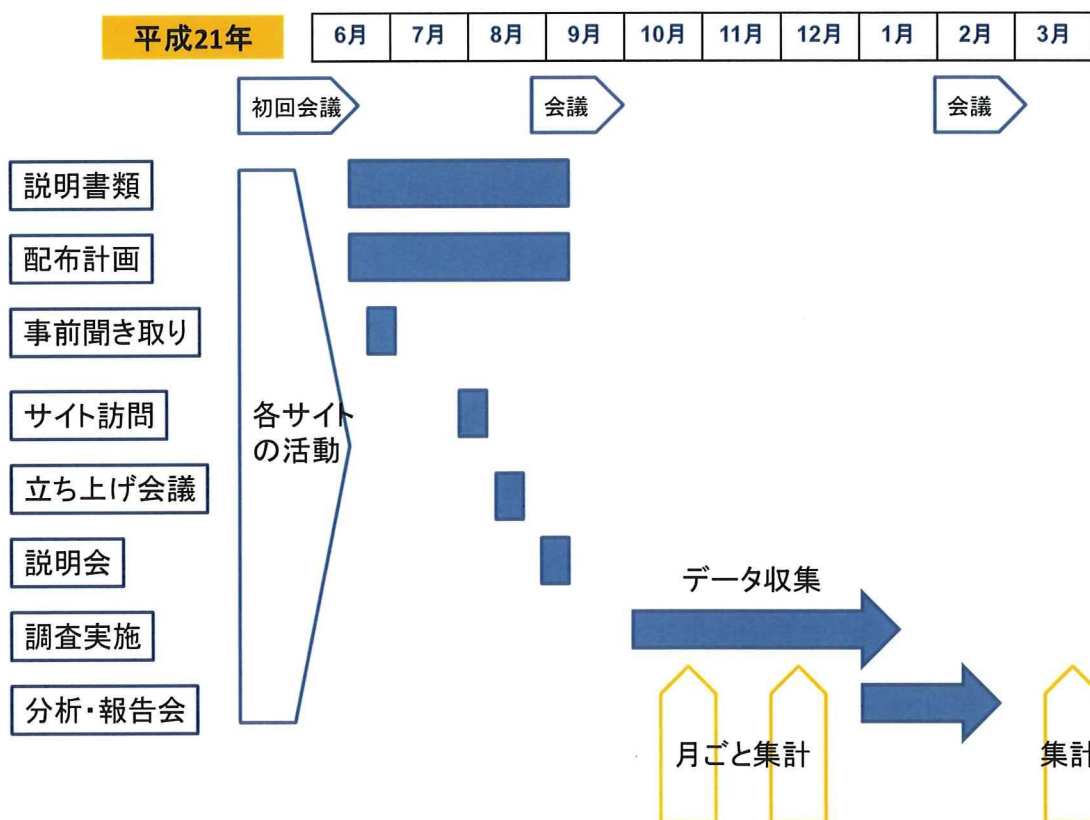 平成21年
6月 7月 8月 9月 10月 11月 12月 1月 2月 3月
初回会議 会議 会議
説明書類
配布計画
事前聞き取り
サイト訪問
各サイト
の活動
立ち上げ会議
説明会
データ収集
調査実施
分析・報告会
月ごと集計 集計